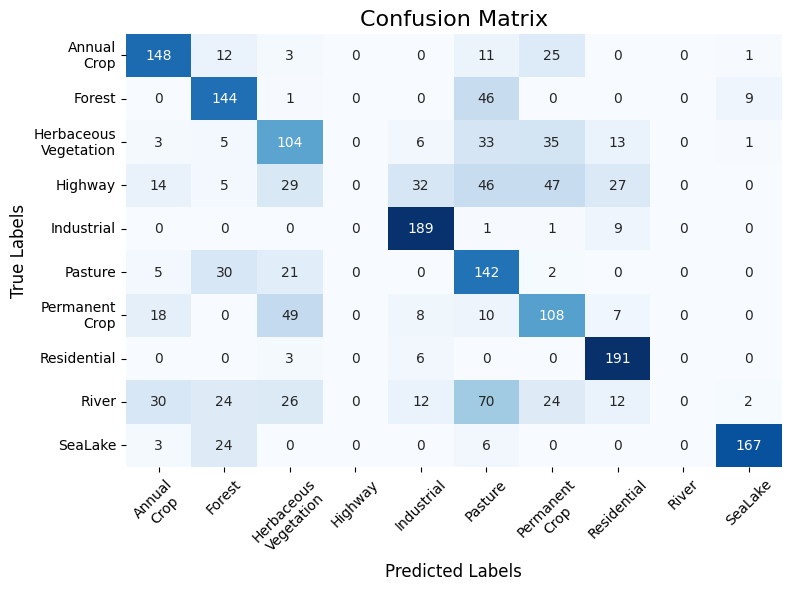 Confusion Matrix
Annual
Crop
148 12 3 0 0 11 25 0 0 1
Forest
0 144 1 0 0 46 0 0 0 9
Herbaceous
Vegetation
3 5 104 0 6 33 35 13 0 1
Highway
14 5 29 0 32 46 47 27 0 0
Industrial
0 0 0 0 189 1 1 9 0 0
Pasture
5 30 21 0 0 142 2 0 0 0
Permanent
Crop
18 0 49 0 8 10 108 7 0 0
Residential
0 0 3 0 6 0 0 191 0 0
River
30 24 26 0 12 70 24 12 0 2
SeaLake
3 24 0 0 0 6 0 0 0 167
True Labels
Annual
Crop
Forest
Herbaceous
Vegetation
Highway
Industrial
Pasture
Permanent
Crop
Residential
River
SeaLake
Predicted Labels